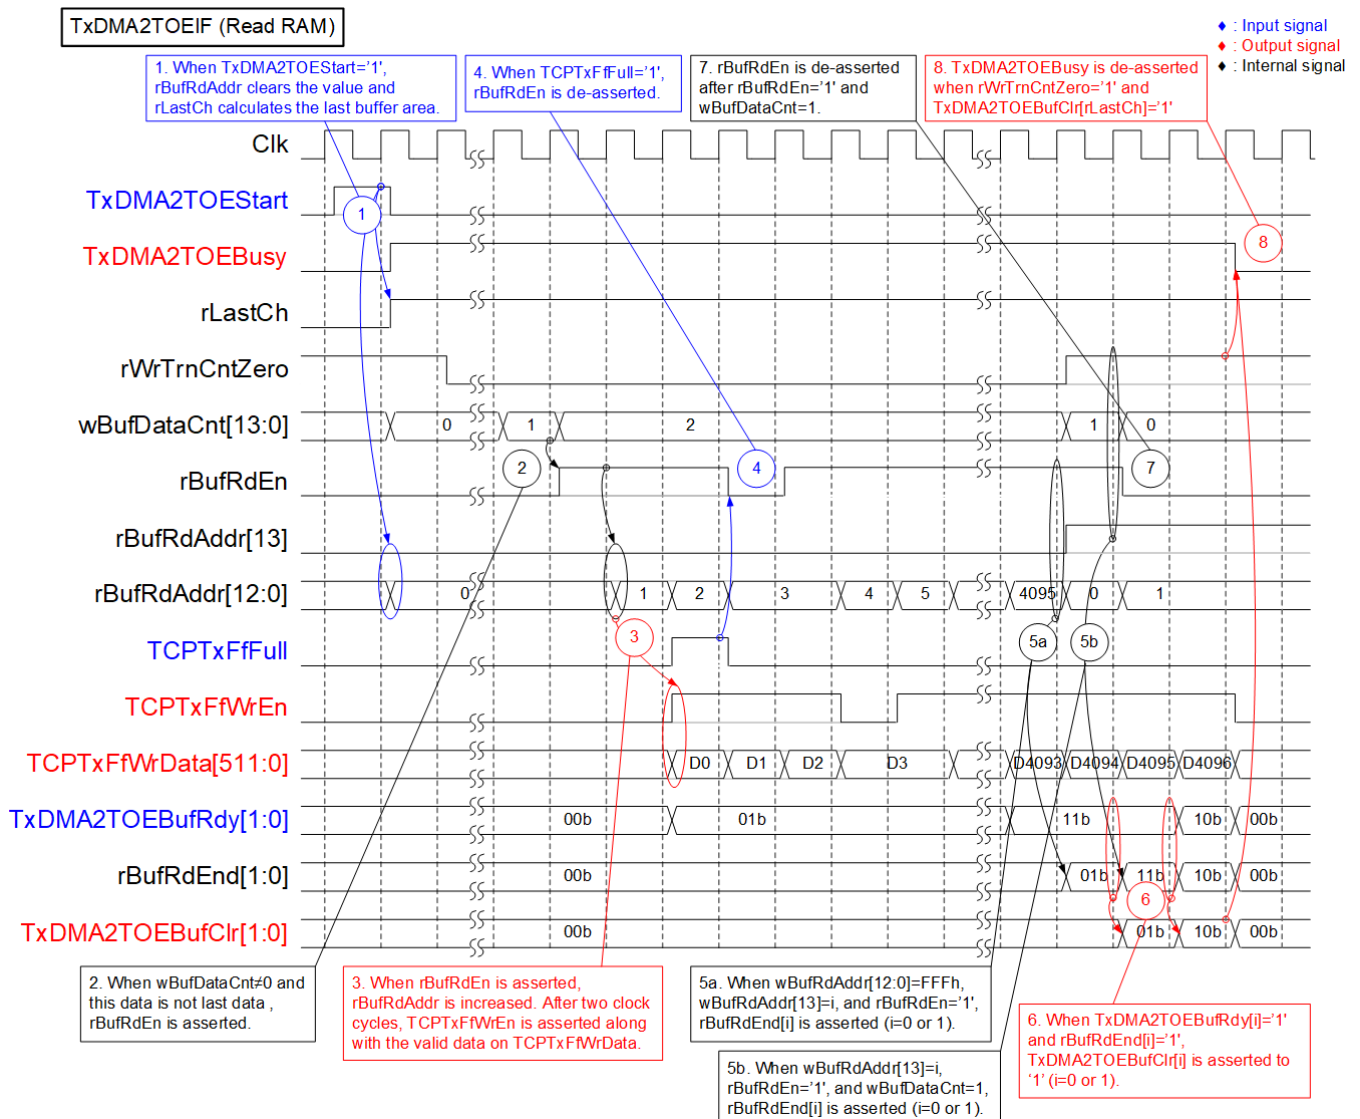 TxDMA2TOEIF (Read RAM)
♦ : Input signal
♦ : Output signal
♦ : Internal signal
1. When TxDMA2TOEStart='1',
rBufRdAddr clears the value and
rLastCh calculates the last buffer area.
4. When TCPTxFfFull='1',
rBufRdEn is de-asserted.
7. rBufRdEn is de-asserted
after rBufRdEn='1' and
wBufDataCnt=1.
8. TxDMA2TOEBusy is de-asserted
when rWrTrnCntZero='1' and
TxDMA2TOEBufClr[rLastCh]='1'
Clk
TxDMA2TOEStart
1
TxDMA2TOEBusy
8
rLastCh
rWrTrnCntZero
wBufDataCnt[13:0]
0 1 2 1 0
rBufRdEn
2 4 7
rBufRdAddr[13]
rBufRdAddr[12:0]
0 1 2 3 4 5 4095 0 1
TCPTxFfFull
3 5a 5b
TCPTxFfWrEn
TCPTxFfWrData[511:0]
D0 D1 D2 D3 D4093 D4094 D4095 D4096
TxDMA2TOEBufRdy[1:0]
00b 01b 11b 10b 00b
rBufRdEnd[1:0]
00b 01b 11b 10b 00b
6
TxDMA2TOEBufClr[1:0]
00b 01b 10b 00b
2. When wBufDataCnt≠0 and
this data is not last data ,
rBufRdEn is asserted.
3. When rBufRdEn is asserted,
rBufRdAddr is increased. After two clock
cycles, TCPTxFfWrEn is asserted along
with the valid data on TCPTxFfWrData.
5a. When wBufRdAddr[12:0]=FFFh,
wBufRdAddr[13]=i, and rBufRdEn='1',
rBufRdEnd[i] is asserted (i=0 or 1).
5b. When wBufRdAddr[13]=i,
rBufRdEn='1', and wBufDataCnt=1,
rBufRdEnd[i] is asserted (i=0 or 1).
6. When TxDMA2TOEBufRdy[i]='1'
and rBufRdEnd[i]='1',
TxDMA2TOEBufClr[i] is asserted to
'1' (i=0 or 1).